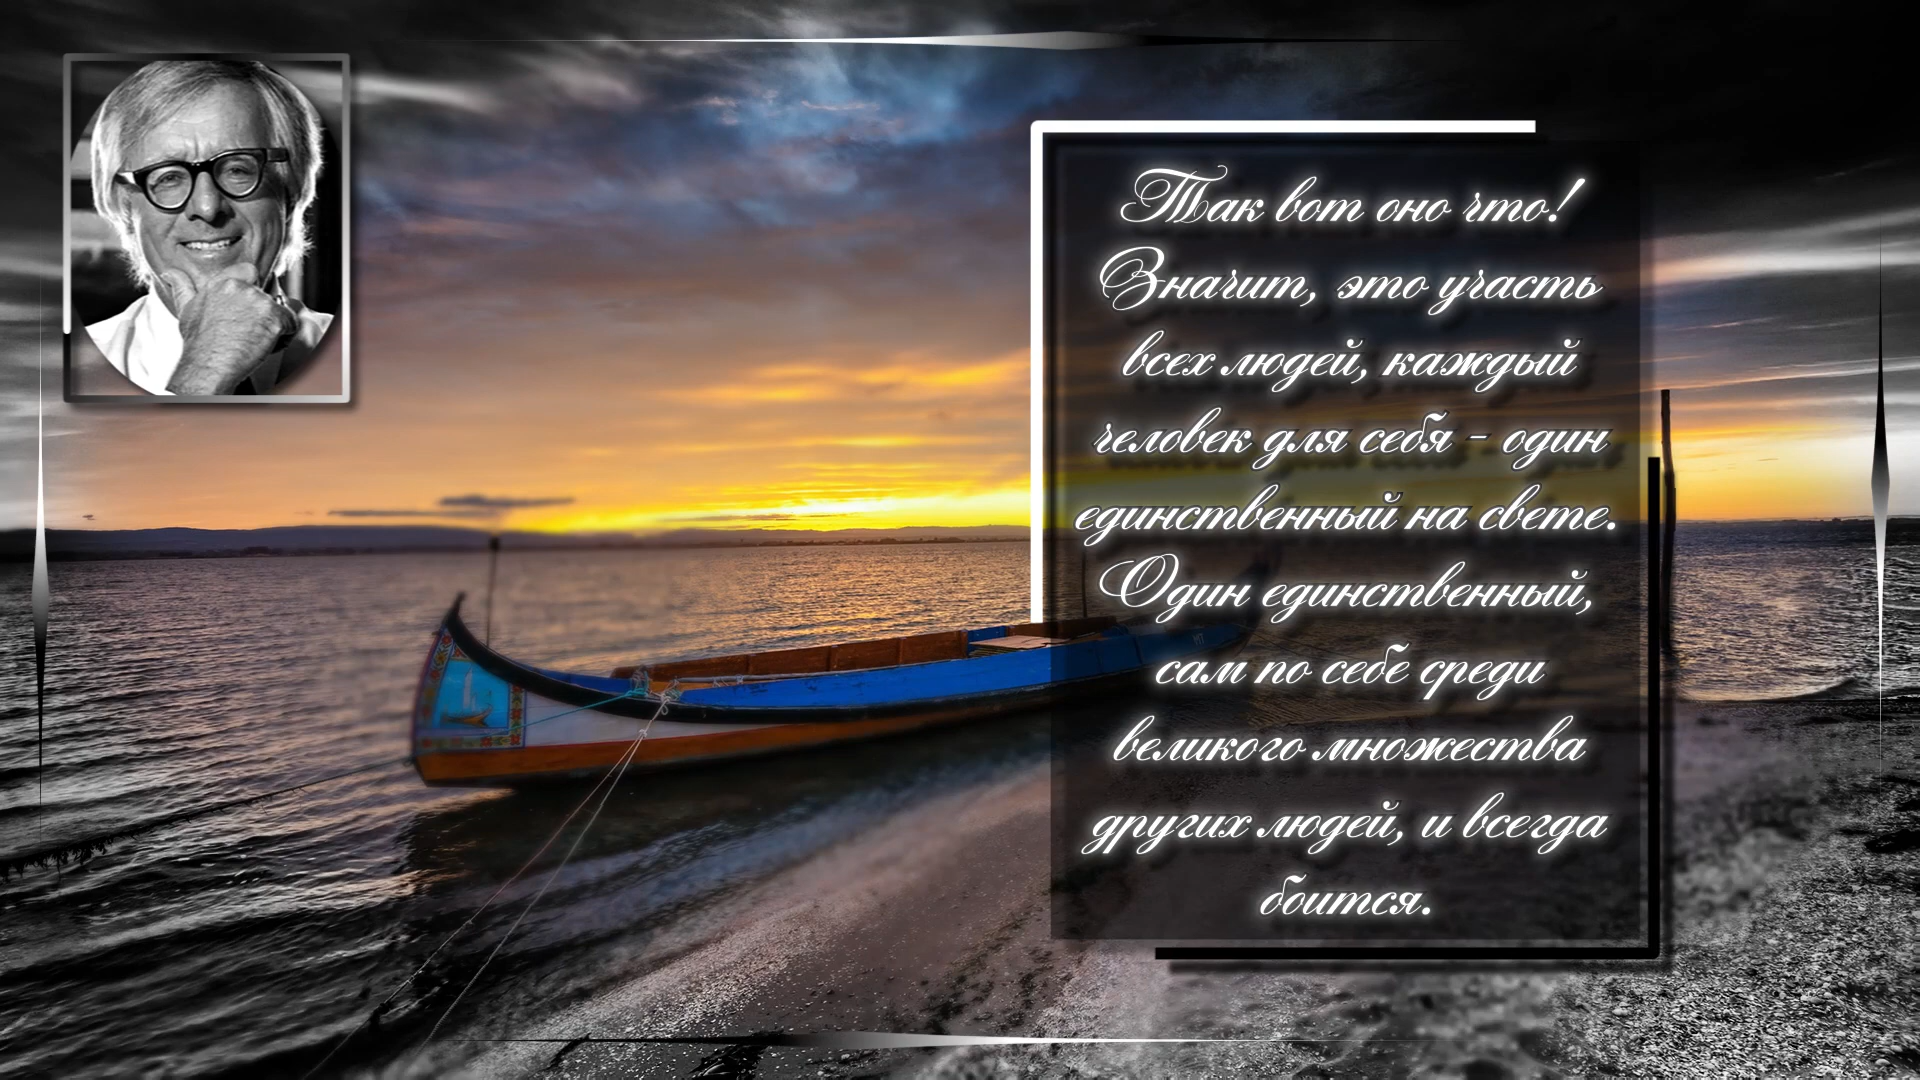 Так вот оно что!
Значит, это участь
всех людей, каждый
человек для себя - один
единственный на свете.
Один единственный,
сам по себе среди
великого множества
других людей, и всегда
боится.